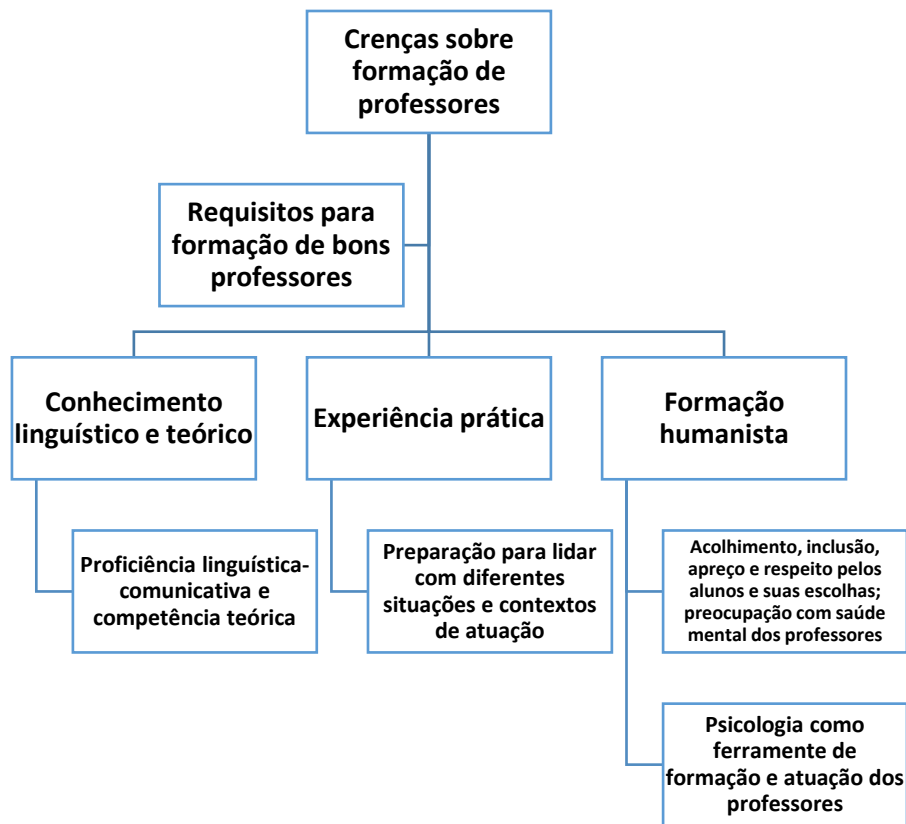 Crenças sobre
formação de
professores
Requisitos para
formação de bons
professores
Conhecimento
linguístico e teórico
Experiência prática
Formação
humanista
Proficiência linguística-
comunicativa e
competência teórica
Preparação para lidar
com diferentes
situações e contextos
de atuação
Acolhimento, inclusão,
apreço e respeito pelos
alunos e suas escolhas;
preocupação com saúde
mental dos professores
Psicologia como
ferramente de
formação e atuação dos
professores